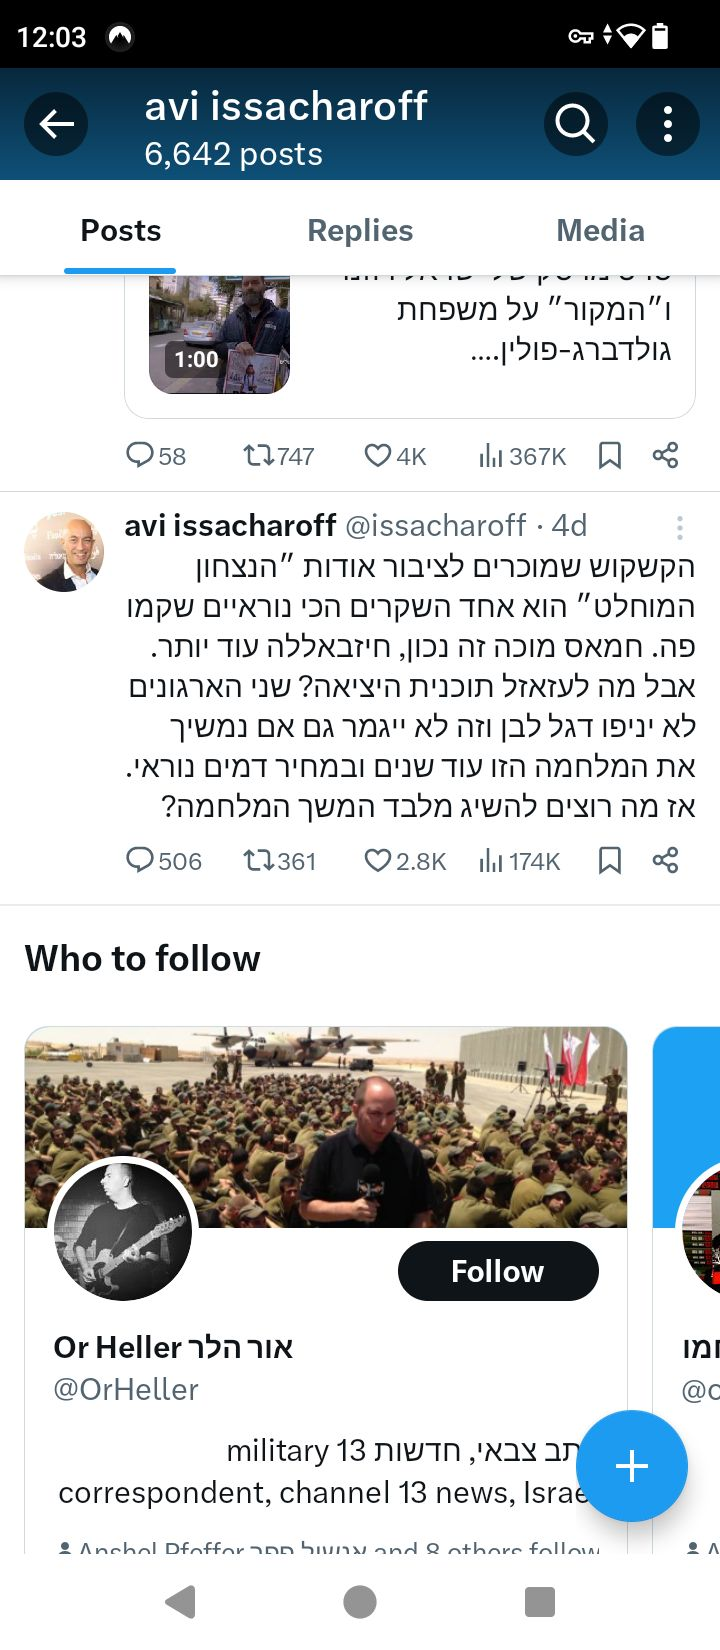 12:03
avi issacharoff
6,642 posts
Posts Replies Media
ו"המקור" על משפחת
גולדברג-פולין....
1:00
58 747 4K 367K
avi issacharoff @issacharoff · 4d
הקשקוש שמוכרים לציבור אודות "הנצחון
המוחלט" הוא אחד השקרים הכי נוראיים שקמו
פה. חמאס מוכה זה נכון, חיזבאללה עוד יותר.
אבל מה לעזאזל תוכנית היציאה? שני הארגונים
לא יניפו דגל לבן וזה לא ייגמר גם אם נמשיך
את המלחמה הזו עוד שנים ובמחיר דמים נוראי.
אז מה רוצים להשיג מלבד המשך המלחמה?
506 361 2.8K 174K
Who to follow
Follow
Or Heller אור הלר
@OrHeller
תב צבאי, חדשות 13 military
correspondent, channel 13 news, Israe
Anshel Pfeffer אנשיל פפר and 8 others follow